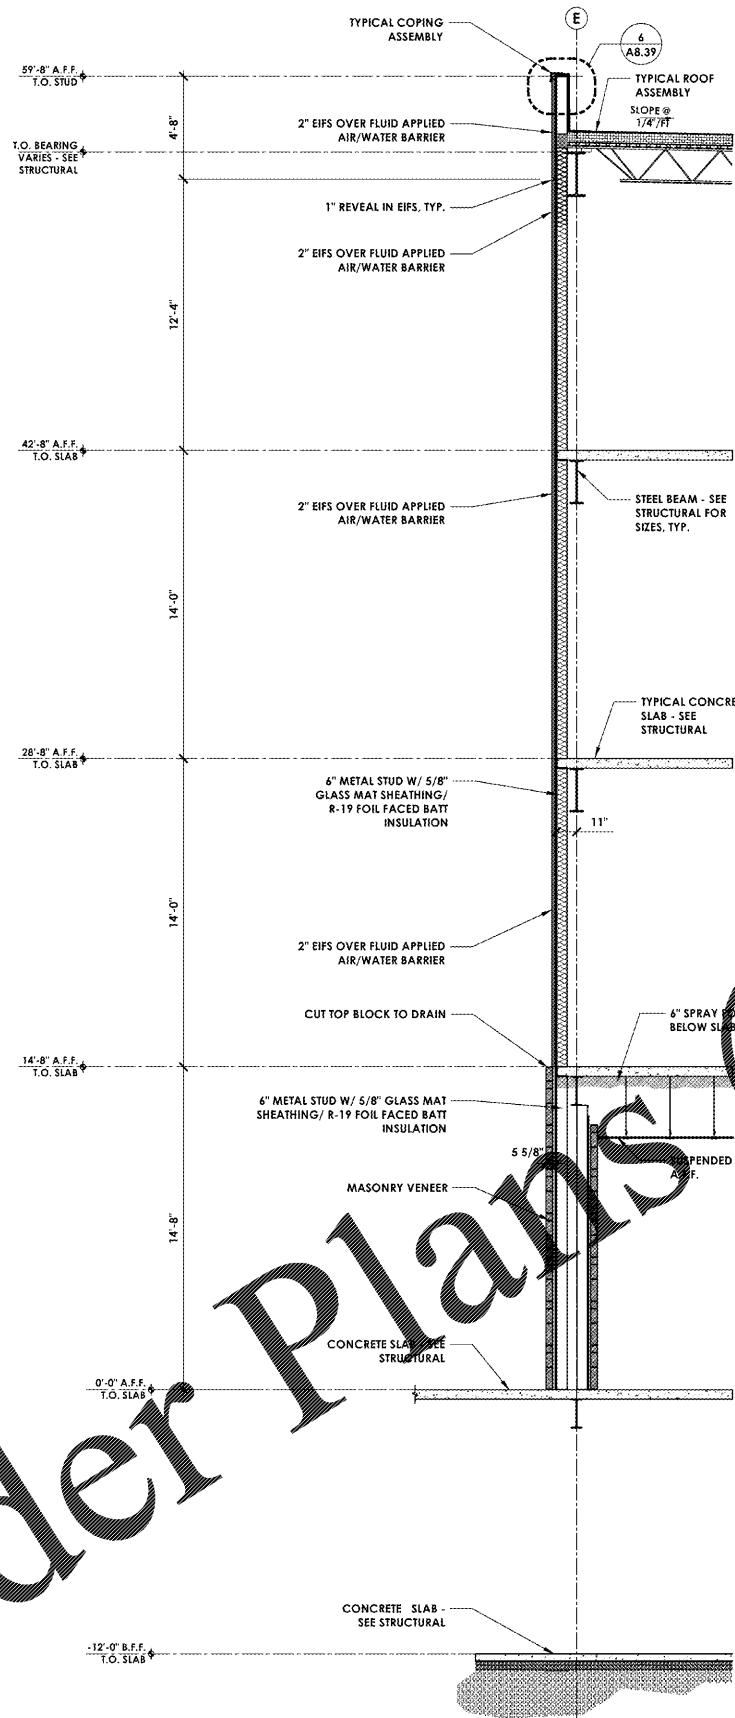 TYPICAL COPING
ASSEMBLY
E
6
A8.39
59'-8" A.F.F.
T.O. STUD
TYPICAL ROOF
ASSEMBLY
SLOPE @
1/4"/FT
4'-8"
2" EIFS OVER FLUID APPLIED
AIR/WATER BARRIER
T.O. BEARING
VARIES - SEE
STRUCTURAL
1" REVEAL IN EIFS, TYP.
2" EIFS OVER FLUID APPLIED
AIR/WATER BARRIER
12'-4"
42'-8" A.F.F.
T.O. SLAB
2" EIFS OVER FLUID APPLIED
AIR/WATER BARRIER
STEEL BEAM - SEE
STRUCTURAL FOR
SIZES, TYP.
14'-0"
TYPICAL CONCRE
SLAB - SEE
STRUCTURAL
28'-8" A.F.F.
T.O. SLAB
6" METAL STUD W/ 5/8"
GLASS MAT SHEATHING/
R-19 FOIL FACED BATT
INSULATION
11"
14'-0"
2" EIFS OVER FLUID APPLIED
AIR/WATER BARRIER
CUT TOP BLOCK TO DRAIN
6" SPRAY
BELOW SLAB
14'-8" A.F.F.
T.O. SLAB
6" METAL STUD W/ 5/8" GLASS MAT
SHEATHING/ R-19 FOIL FACED BATT
INSULATION
5 5/8"
SUSPENDED
A.F.F.
MASONRY VENEER
14'-8"
CONCRETE SLAB - SEE
STRUCTURAL
0'-0" A.F.F.
T.O. SLAB
der Plans
CONCRETE SLAB -
SEE STRUCTURAL
-12'-0" B.F.F.
T.O. SLAB